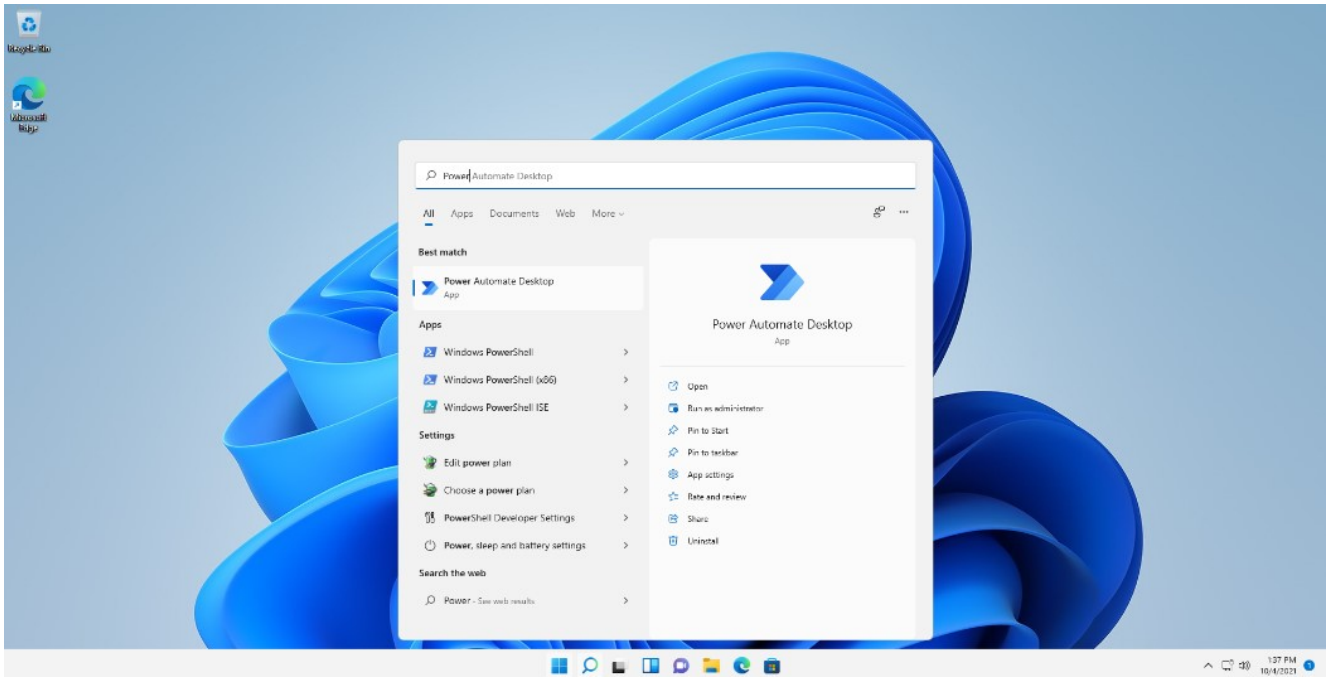 Recycle Bin
Microsoft
Edge
Power Automate Desktop
All Apps Documents Web More
Best match
Power Automate Desktop
App
Apps
Windows PowerShell
Windows PowerShell (x86)
Windows PowerShell ISE
Settings
Edit power plan
Choose a power plan
PowerShell Developer Settings
Power, sleep and battery settings
Search the web
Power - See web results
Power Automate Desktop
App
Open
Run as administrator
Pin to Start
Pin to taskbar
App settings
Rate and review
Share
Uninstall
1:37 PM
10/4/2021
1